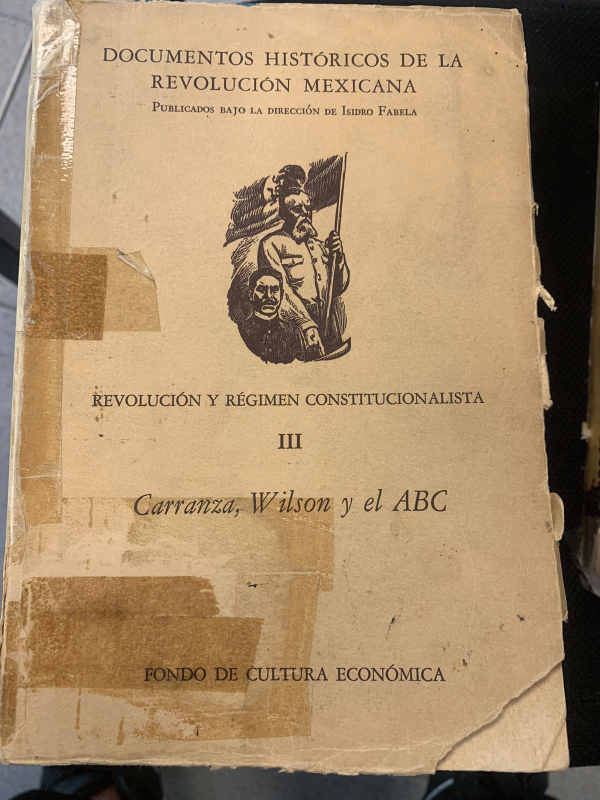 DOCUMENTOS HISTÓRICOS DE LA
REVOLUCIÓN MEXICANA
PUBLICADOS BAJO LA DIRECCIÓN DE ISIDRO FABELA
REVOLUCIÓN Y RÉGIMEN CONSTITUCIONALISTA
III
Carranza, Wilson y el ABC
FONDO DE CULTURA ECONÓMICA